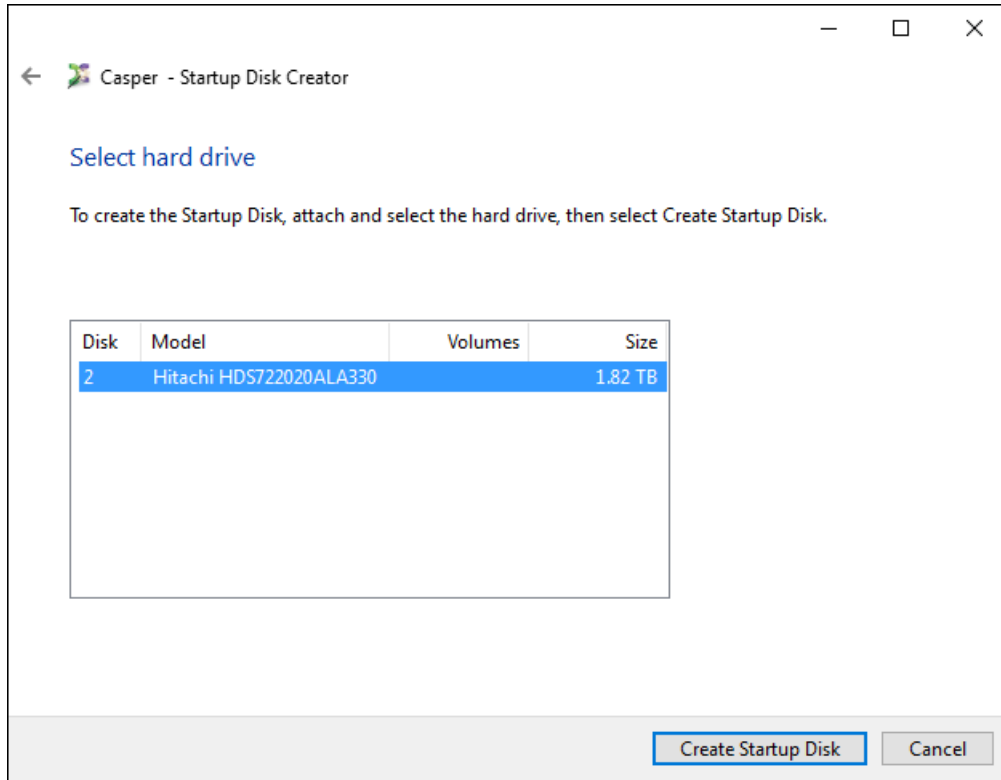 Casper - Startup Disk Creator
Select hard drive
To create the Startup Disk, attach and select the hard drive, then select Create Startup Disk.
Disk Model Volumes Size
2 Hitachi HDS722020ALA330 1.82 TB
Create Startup Disk Cancel